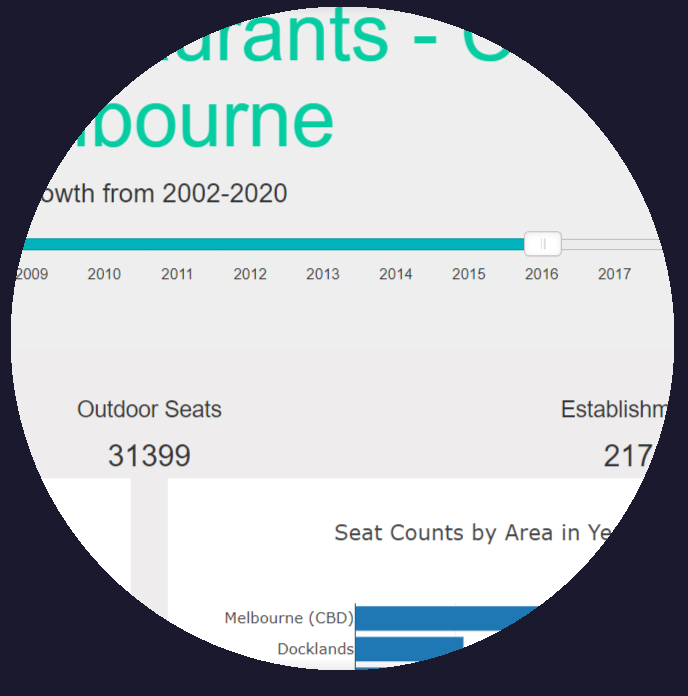 urants -
bourne
owth from 2002-2020
2009 2010 2011 2012 2013 2014 2015 2016 2017
Outdoor Seats Establishm
31399 217
Seat Counts by Area in Ye
Melbourne (CBD)
Docklands